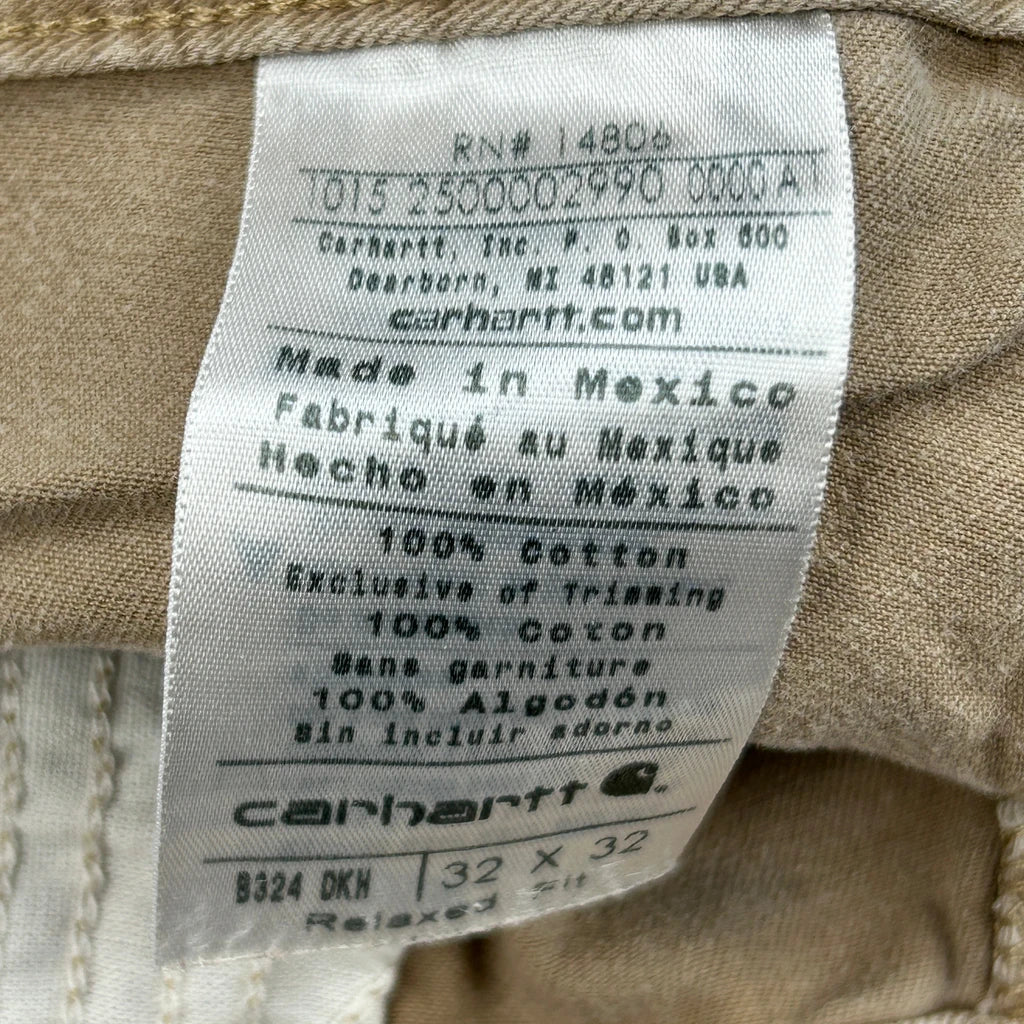 RN# 14806
1015 2500002990 0000 A
Carhartt, Inc. P. O. Box 600
Dearborn, MI 48121 USA
carhartt.com
Made in Mexico
Fabriqué au Mexique
Hecho en México
100% Cotton
Exclusive of Trimming
100% Coton
Sans garniture
100% Algodón
Sin incluir adorno
carhartt
B324 DKH 32 X 32
Relaxed Fit